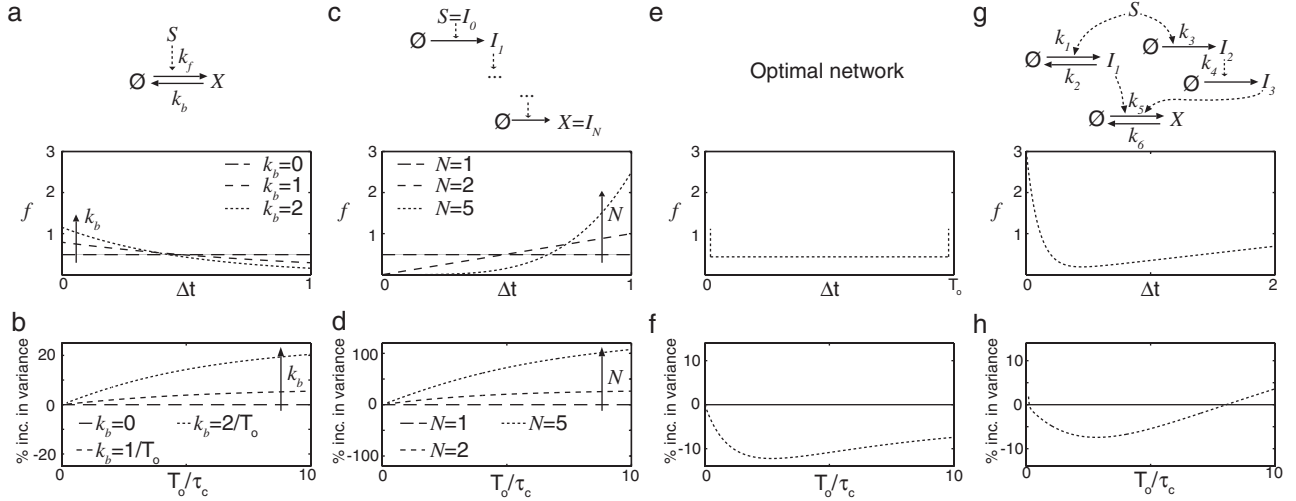 a
S
k_f
Ø X
k_b
3
2
f
1
0 Δt 1
k_b
k_b=0
k_b=1
k_b=2
b
% inc. in variance
20
0
-20
k_b
k_b=0 k_b=2/T_o
k_b=1/T_o
0 10
T_o/τ_c
c
S=I_0
Ø I_1
...
...
Ø X=I_N
3
2
f
1
0 Δt 1
N=1
N=2
N=5
N
d
% inc. in variance
100
0
-100
N
N=1 N=5
N=2
0 10
T_o/τ_c
e
Optimal network
3
2
f
1
0 Δt T_o
f
% inc. in variance
10
0
-10
0 10
T_o/τ_c
g
S
k_1
k_3
Ø I_2
Ø I_1
k_2
k_4
Ø I_3
k_5
Ø X
k_6
3
2
f
1
0 Δt 2
h
% inc. in variance
10
0
-10
0 10
T_o/τ_c